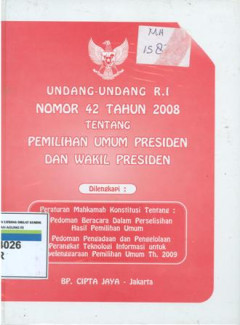 MA
158
UNDANG-UNDANG R.I
NOMOR 42 TAHUN 2008
TENTANG
PEMILIHAN UMUM PRESIDEN
DAN WAKIL PRESIDEN
Dilengkapi :
Peraturan Mahkamah Konstitusi Tentang :
Pedoman Beracara Dalam Perselisihan
Hasil Pemilihan Umum
Pedoman Pengadaan dan Pengelolaan
Perangkat Teknologi Informasi untuk
Penyelenggaraan Pemilihan Umum Th. 2009
4026
R
BP. CIPTA JAYA - Jakarta